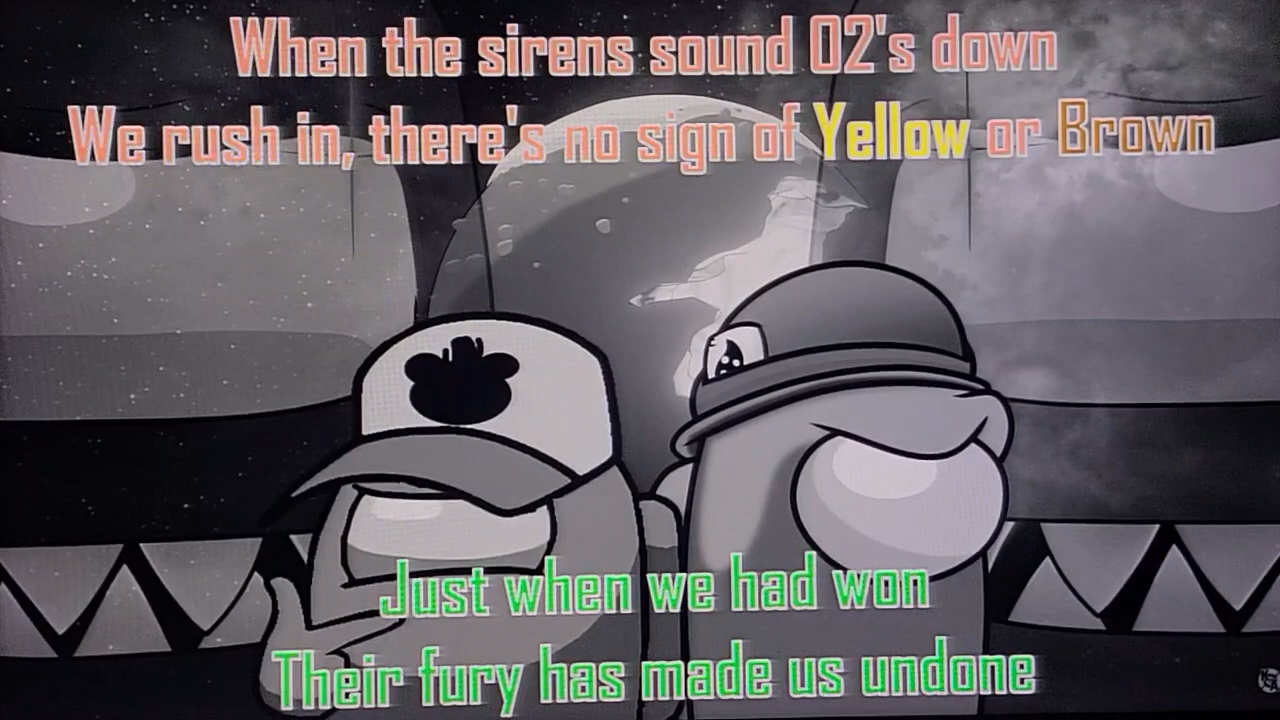 When the sirens sound O2's down
We rush in, there's no sign of Yellow or Brown
Just when we had won
Their fury has made us undone